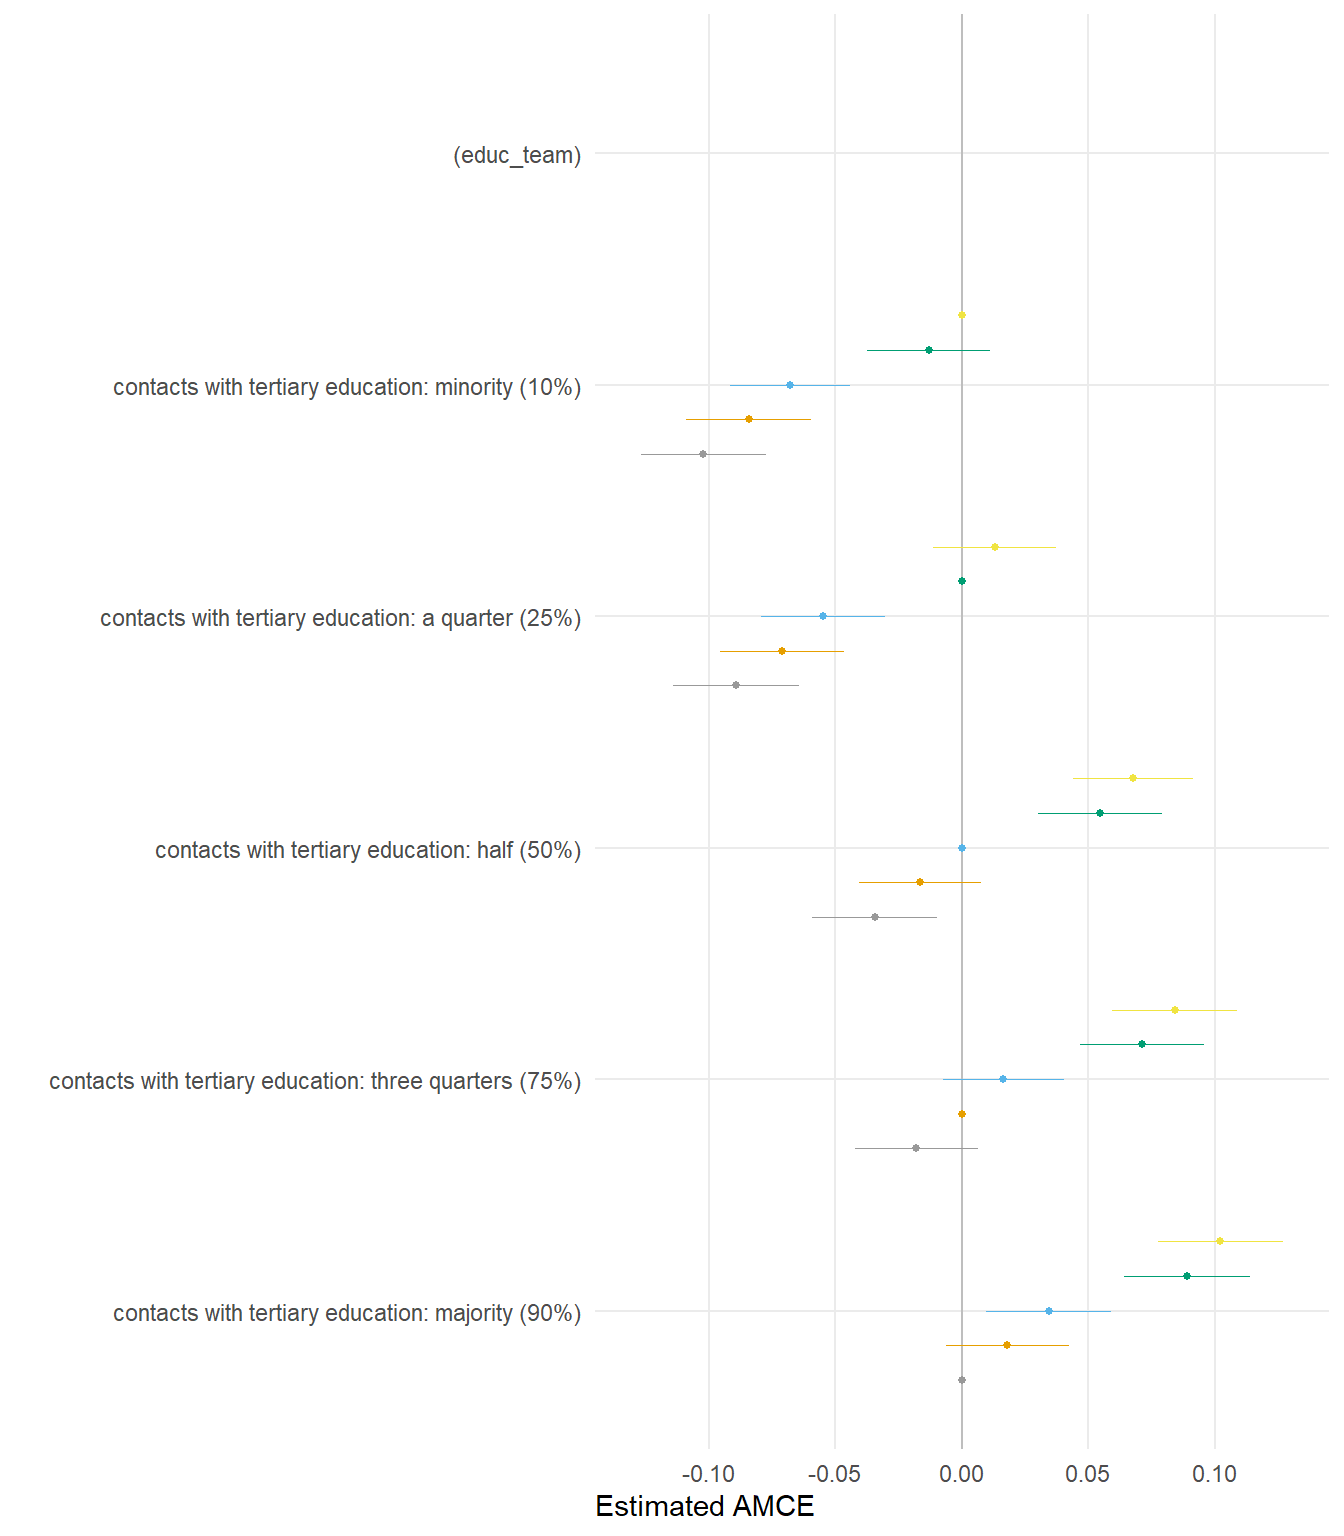 (educ_team)
contacts with tertiary education: minority (10%)
contacts with tertiary education: a quarter (25%)
contacts with tertiary education: half (50%)
contacts with tertiary education: three quarters (75%)
contacts with tertiary education: majority (90%)
-0.10 -0.05 0.00 0.05 0.10
Estimated AMCE